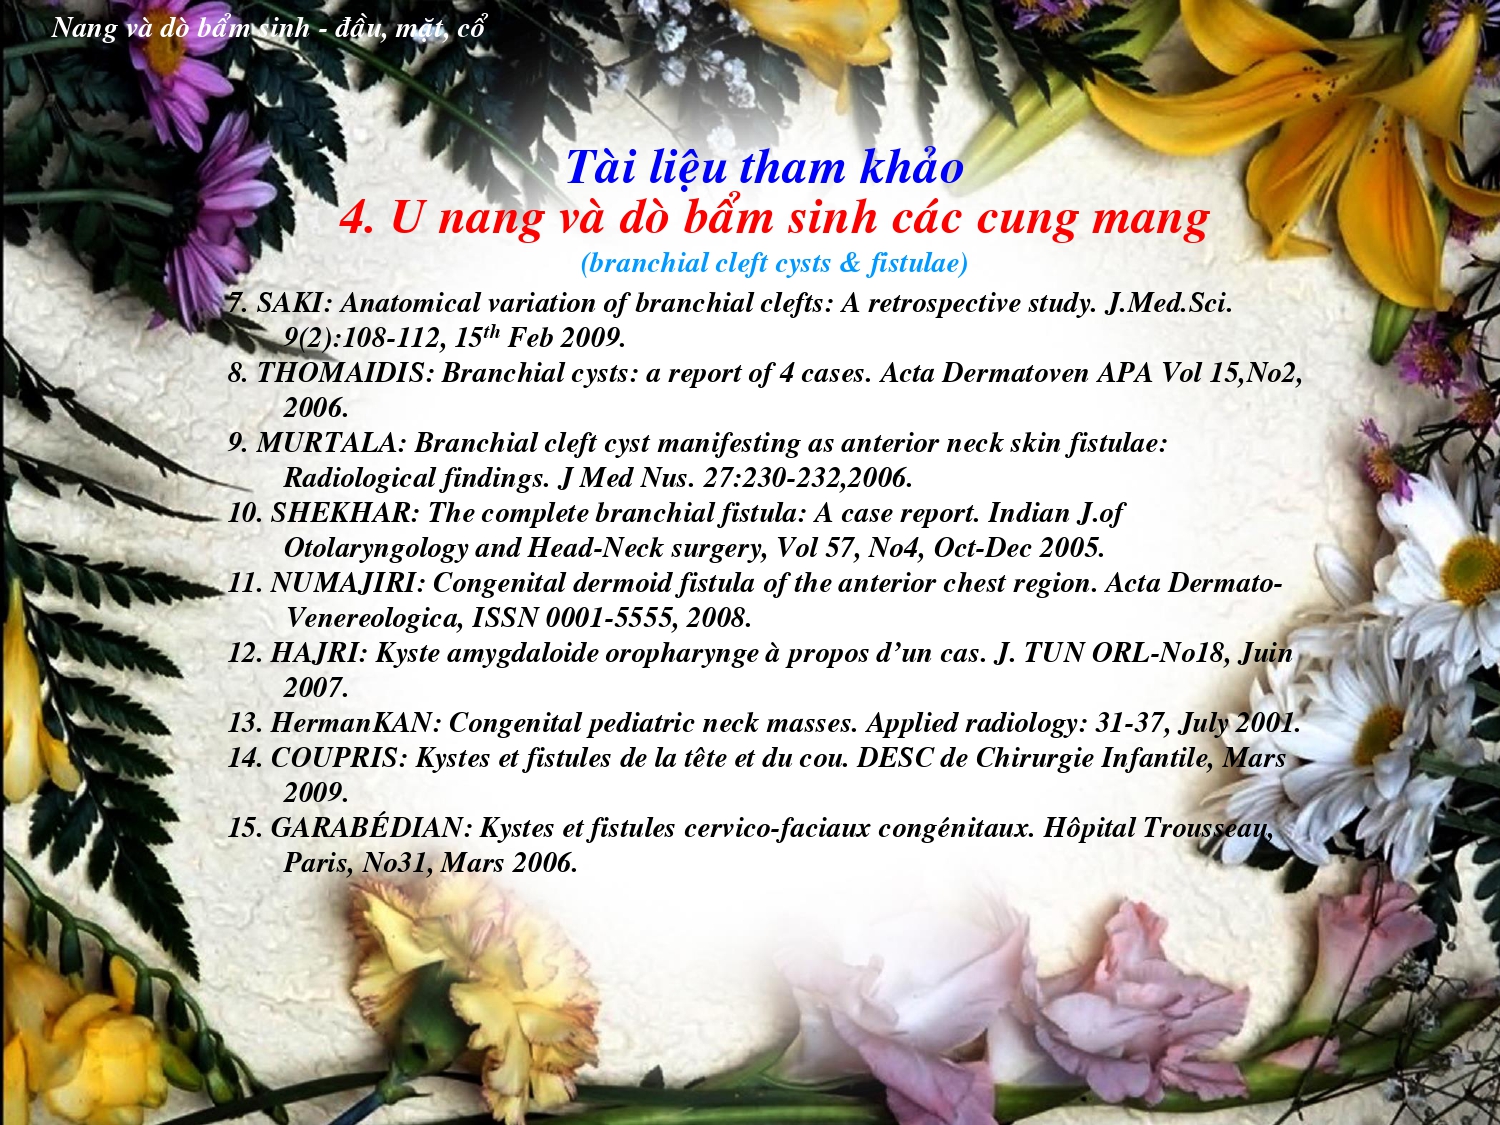 Nang và dò bẩm sinh - đầu, mặt, cổ
Tài liệu tham khảo
4. U nang và dò bẩm sinh các cung mang
(branchial cleft cysts & fistulae)
7. SAKI: Anatomical variation of branchial clefts: A retrospective study. J.Med.Sci.
9(2):108-112, 15th Feb 2009.
8. THOMAIDIS: Branchial cysts: a report of 4 cases. Acta Dermatoven APA Vol 15,No2,
2006.
9. MURTALA: Branchial cleft cyst manifesting as anterior neck skin fistulae:
Radiological findings. J Med Nus. 27:230-232,2006.
10. SHEKHAR: The complete branchial fistula: A case report. Indian J.of
Otolaryngology and Head-Neck surgery, Vol 57, No4, Oct-Dec 2005.
11. NUMAJIRI: Congenital dermoid fistula of the anterior chest region. Acta Dermato-
Venereologica, ISSN 0001-5555, 2008.
12. HAJRI: Kyste amygdaloide oropharynge à propos d’un cas. J. TUN ORL-No18, Juin
2007.
13. HermanKAN: Congenital pediatric neck masses. Applied radiology: 31-37, July 2001.
14. COUPRIS: Kystes et fistules de la tête et du cou. DESC de Chirurgie Infantile, Mars
2009.
15. GARABÉDIAN: Kystes et fistules cervico-faciaux congénitaux. Hôpital Trousseau,
Paris, No31, Mars 2006.